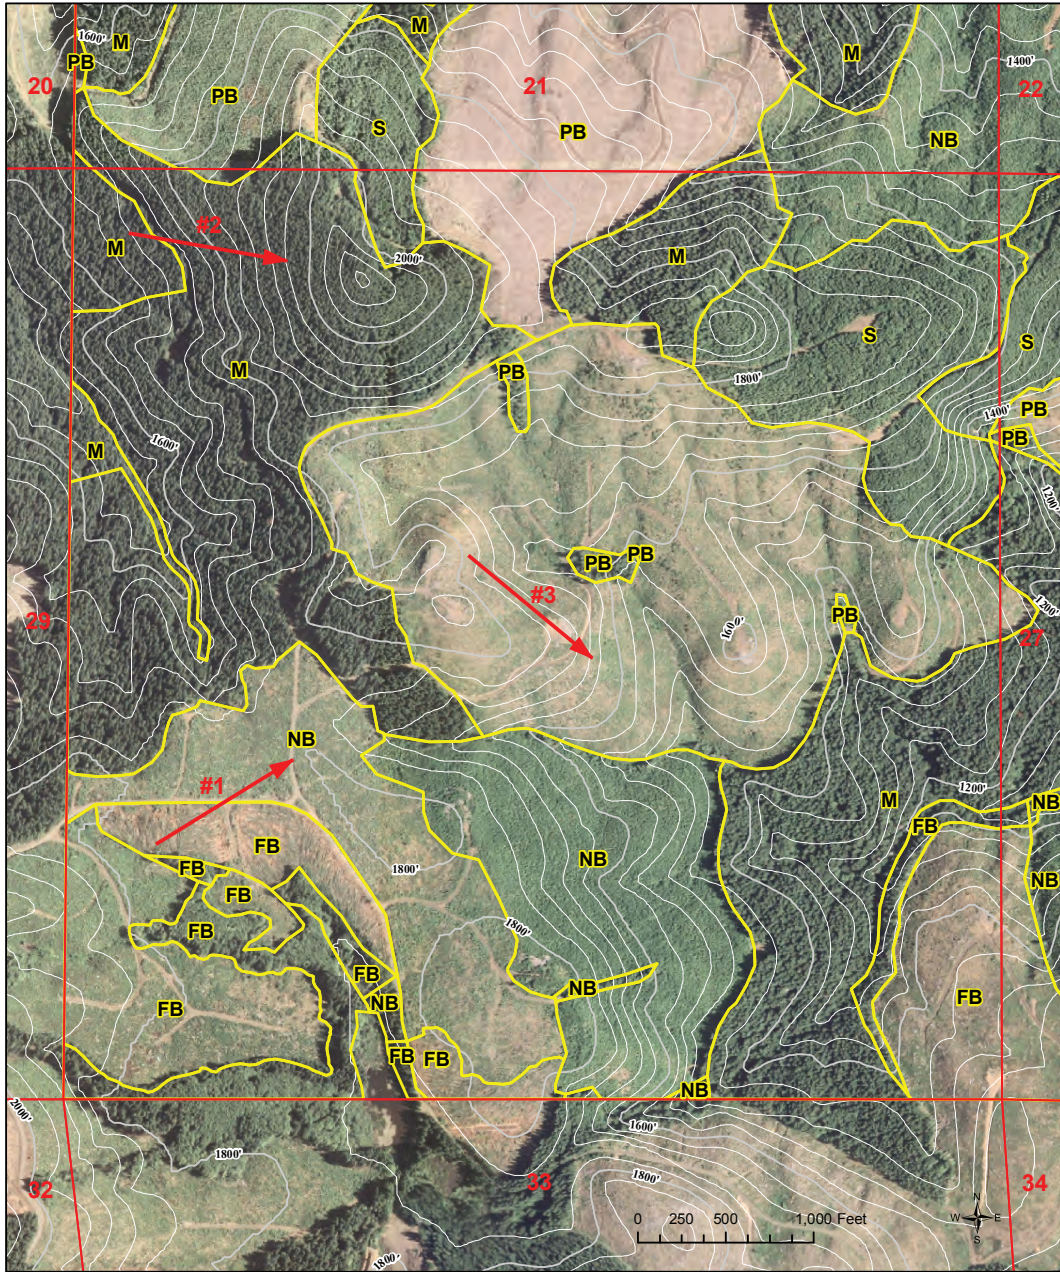 1600'
M
M
PB
20
PB
21
M
1400'
22
PB
S
PB
NB
#2
M
2000'
M
S
S
M
PB
1800'
PB
1400'
PB
M
1600'
1200'
PB
PB
#3
PB
1200'
29
1600'
27
NB
#1
1200'
NB
M
FB
FB
NB
FB
1800'
NB
FB
NB
FB
1800'
FB
NB
FB
NB
FB
FB
FB
NB
2000'
1600'
1800'
1800'
32
33
34
N
W
E
S
0 250 500 1,000 Feet
1800'